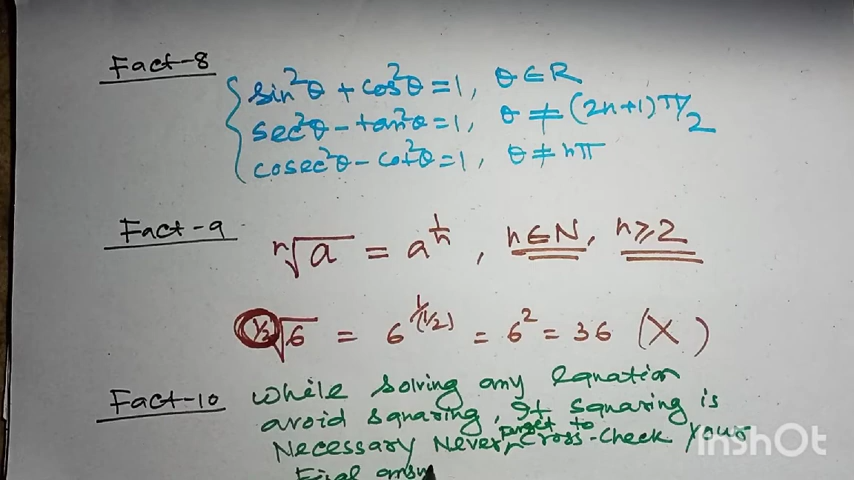 Fact-8
sin²θ + cos²θ = 1, θ ∈ R
sec²θ - tan²θ = 1, θ ≠ (2n+1)π/2
cosec²θ - cot²θ = 1, θ ≠ nπ
Fact-9
ⁿ√a = a^(1/n), n∈N, n≥2
^(1/2)√6 = 6^(1/(1/2)) = 6² = 36 (X)
Fact-10 While solving any equation
avoid squaring, If squaring is
Necessary Never forget to Cross-Check your
Final answ
InShOt